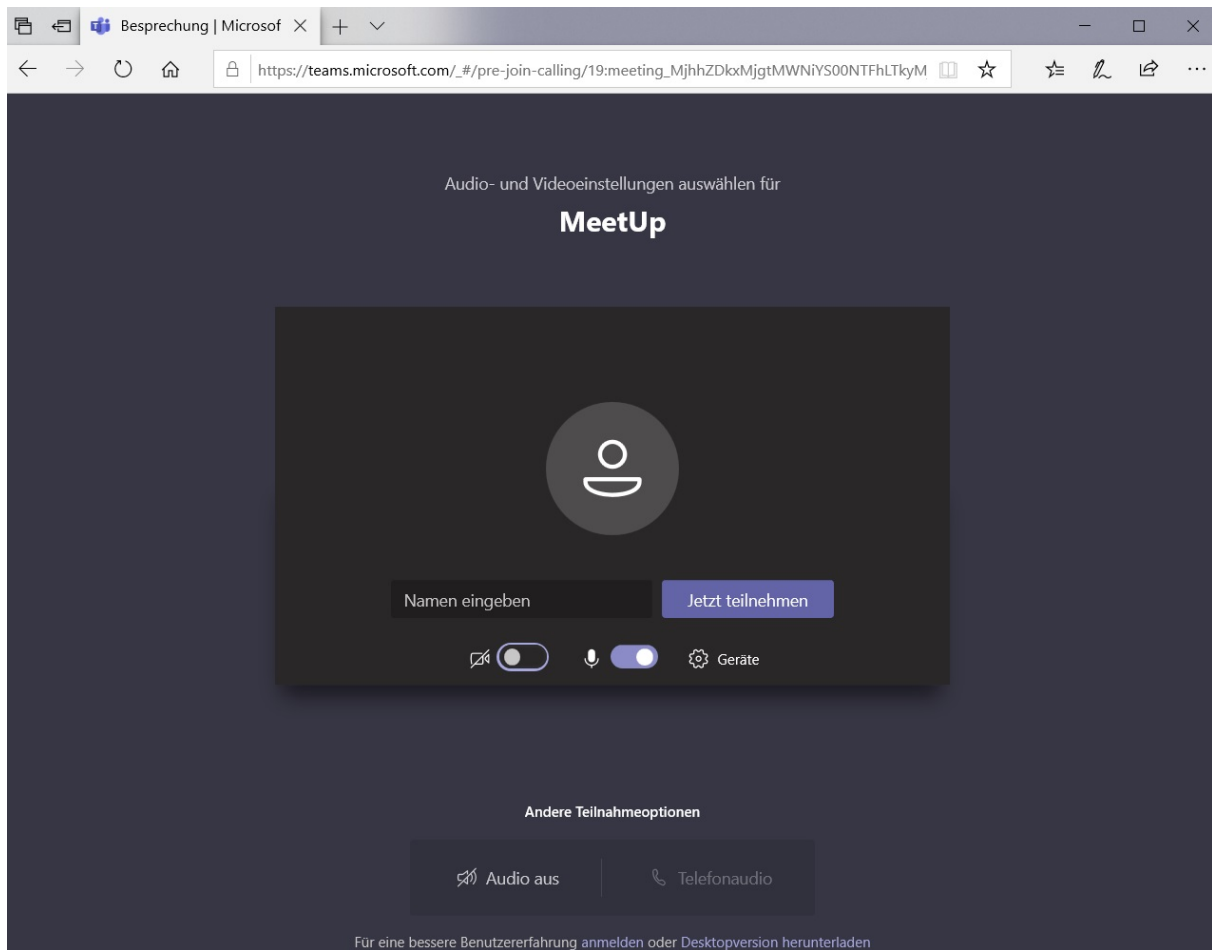 Besprechung | Microsof
https://teams.microsoft.com/_#/pre-join-calling/19:meeting_MjhhZDkxMjgtMWNiYS00NTFhLTkyM
Audio- und Videoeinstellungen auswählen für
MeetUp
Namen eingeben
Jetzt teilnehmen
Geräte
Andere Teilnahmeoptionen
Audio aus
Telefonaudio
Für eine bessere Benutzererfahrung anmelden oder Desktopversion herunterladen